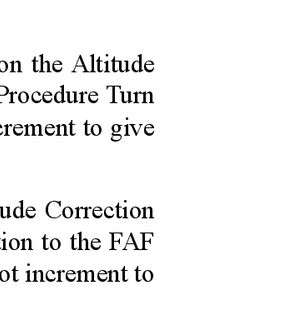 on the Altitude
Procedure Turn
crement to give
ude Correction
tion to the FAF
ot increment to